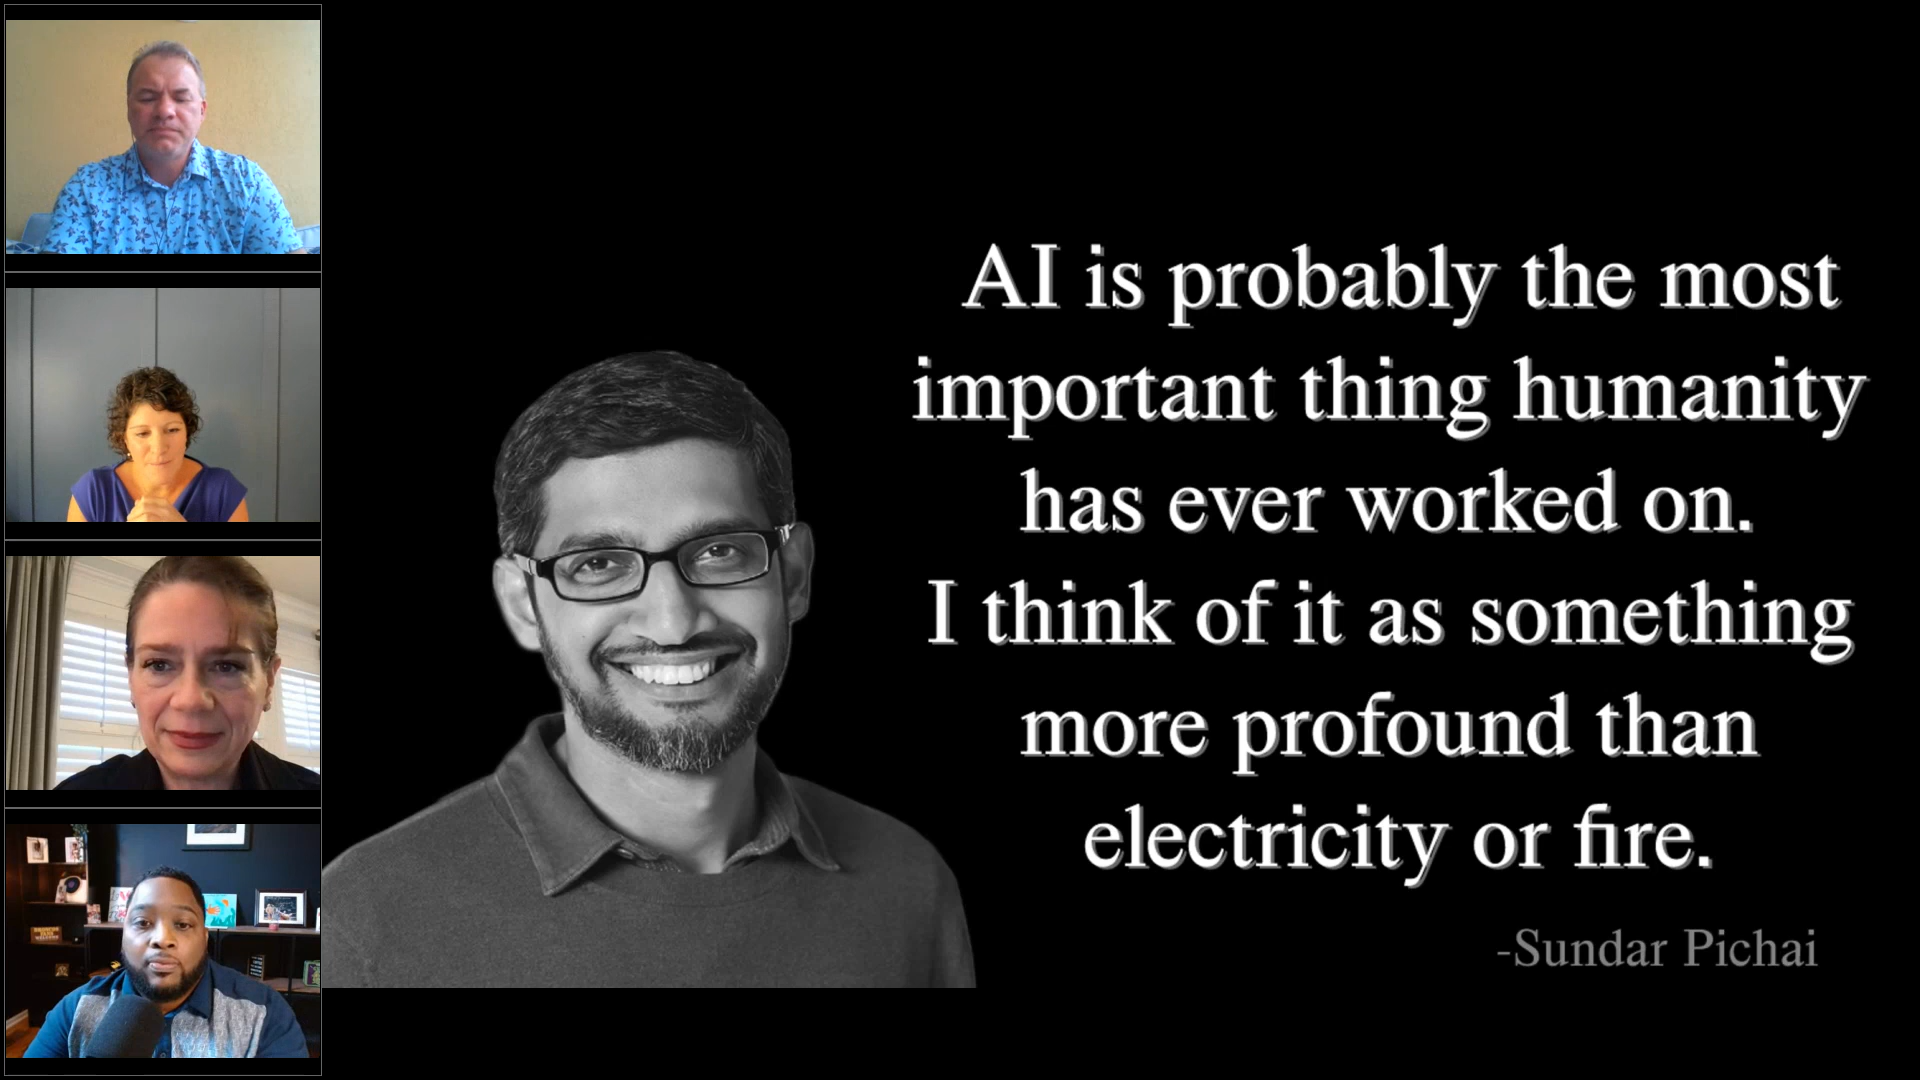 AI is probably the most
important thing humanity
has ever worked on.
I think of it as something
more profound than
electricity or fire.
-Sundar Pichai